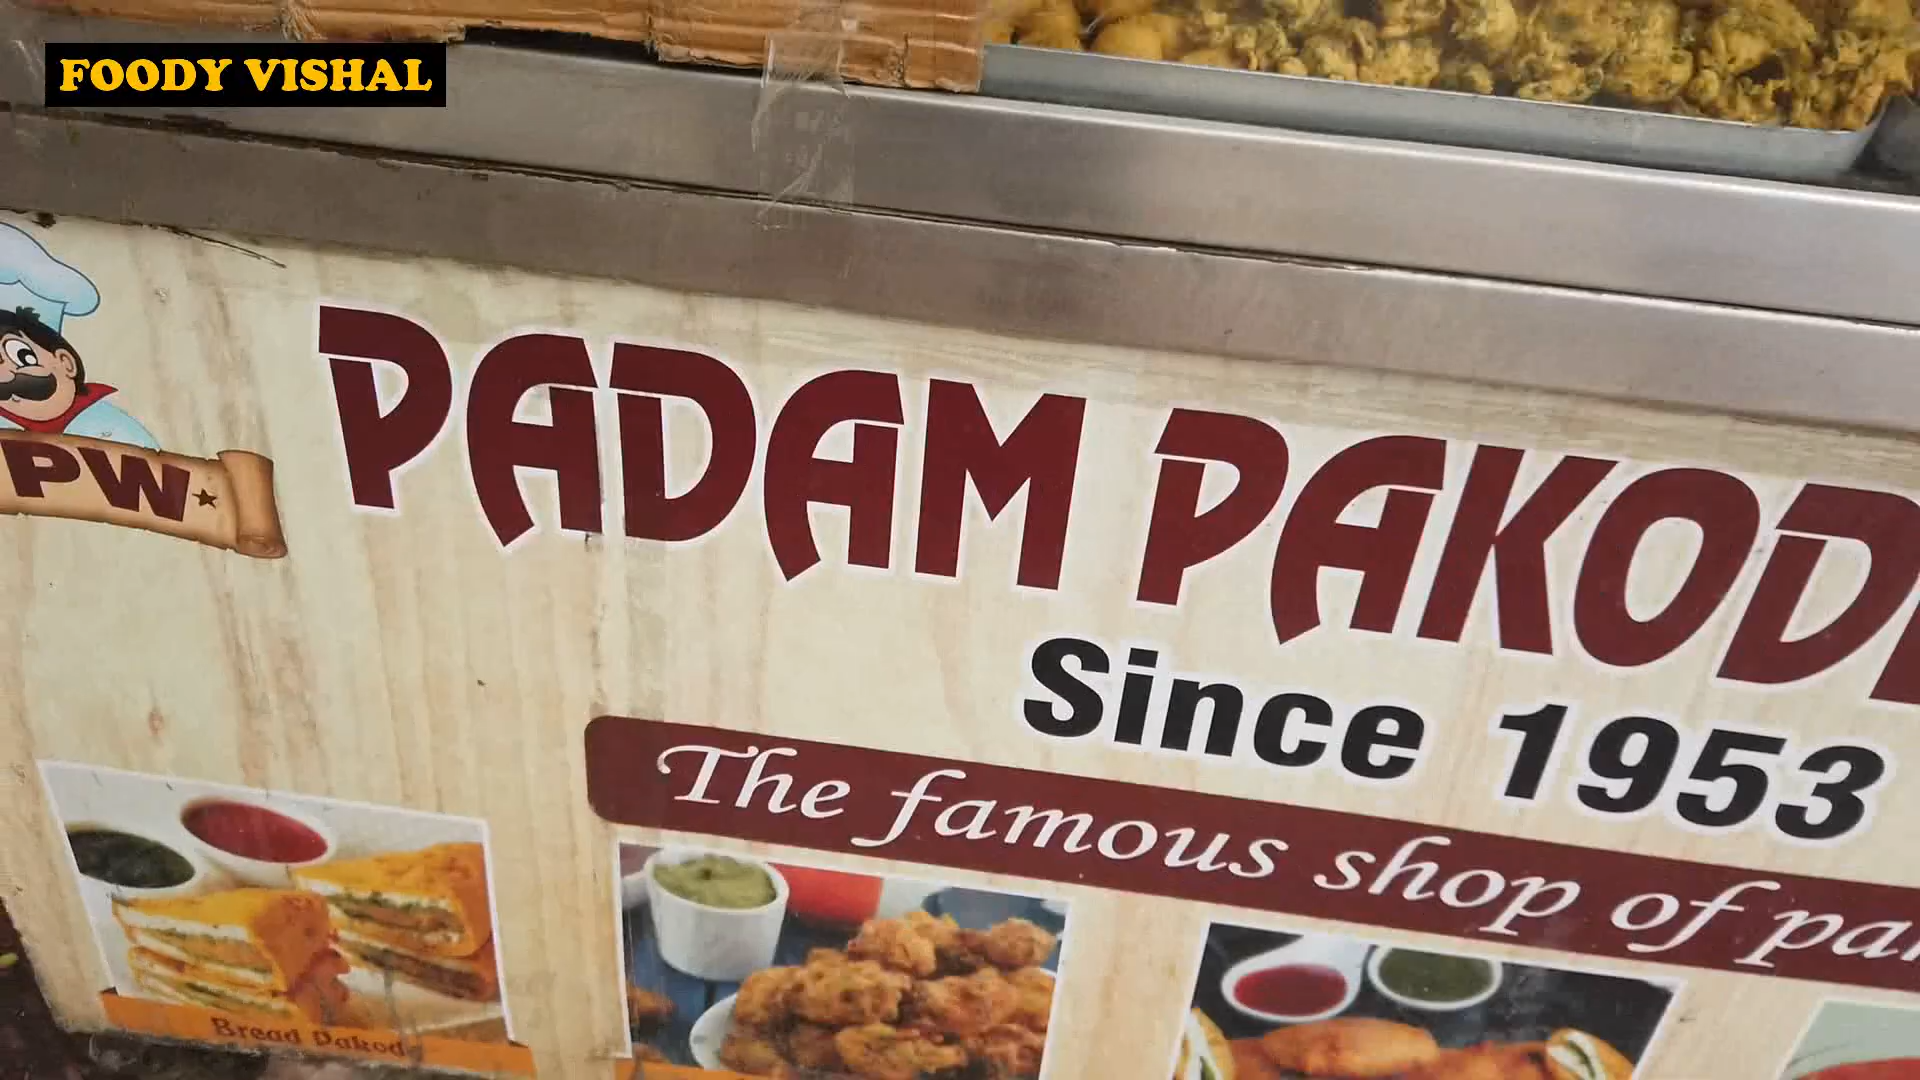 FOODY VISHAL
PW
PADAM PAKOD
Since 1953
The famous shop of pa
Bread Pakod